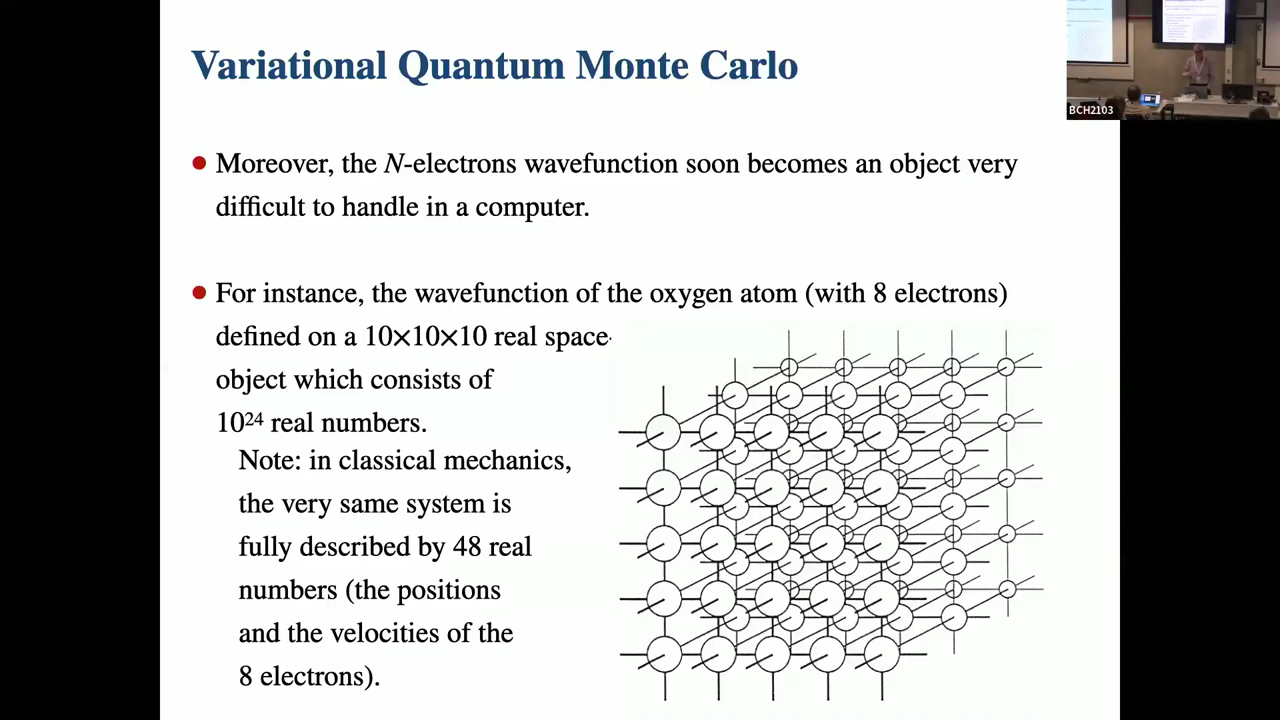 Variational Quantum Monte Carlo
Moreover, the N-electrons wavefunction soon becomes an object very
difficult to handle in a computer.
For instance, the wavefunction of the oxygen atom (with 8 electrons)
defined on a 10×10×10 real space
object which consists of
10²⁴ real numbers.
Note: in classical mechanics,
the very same system is
fully described by 48 real
numbers (the positions
and the velocities of the
8 electrons).
BCH2103